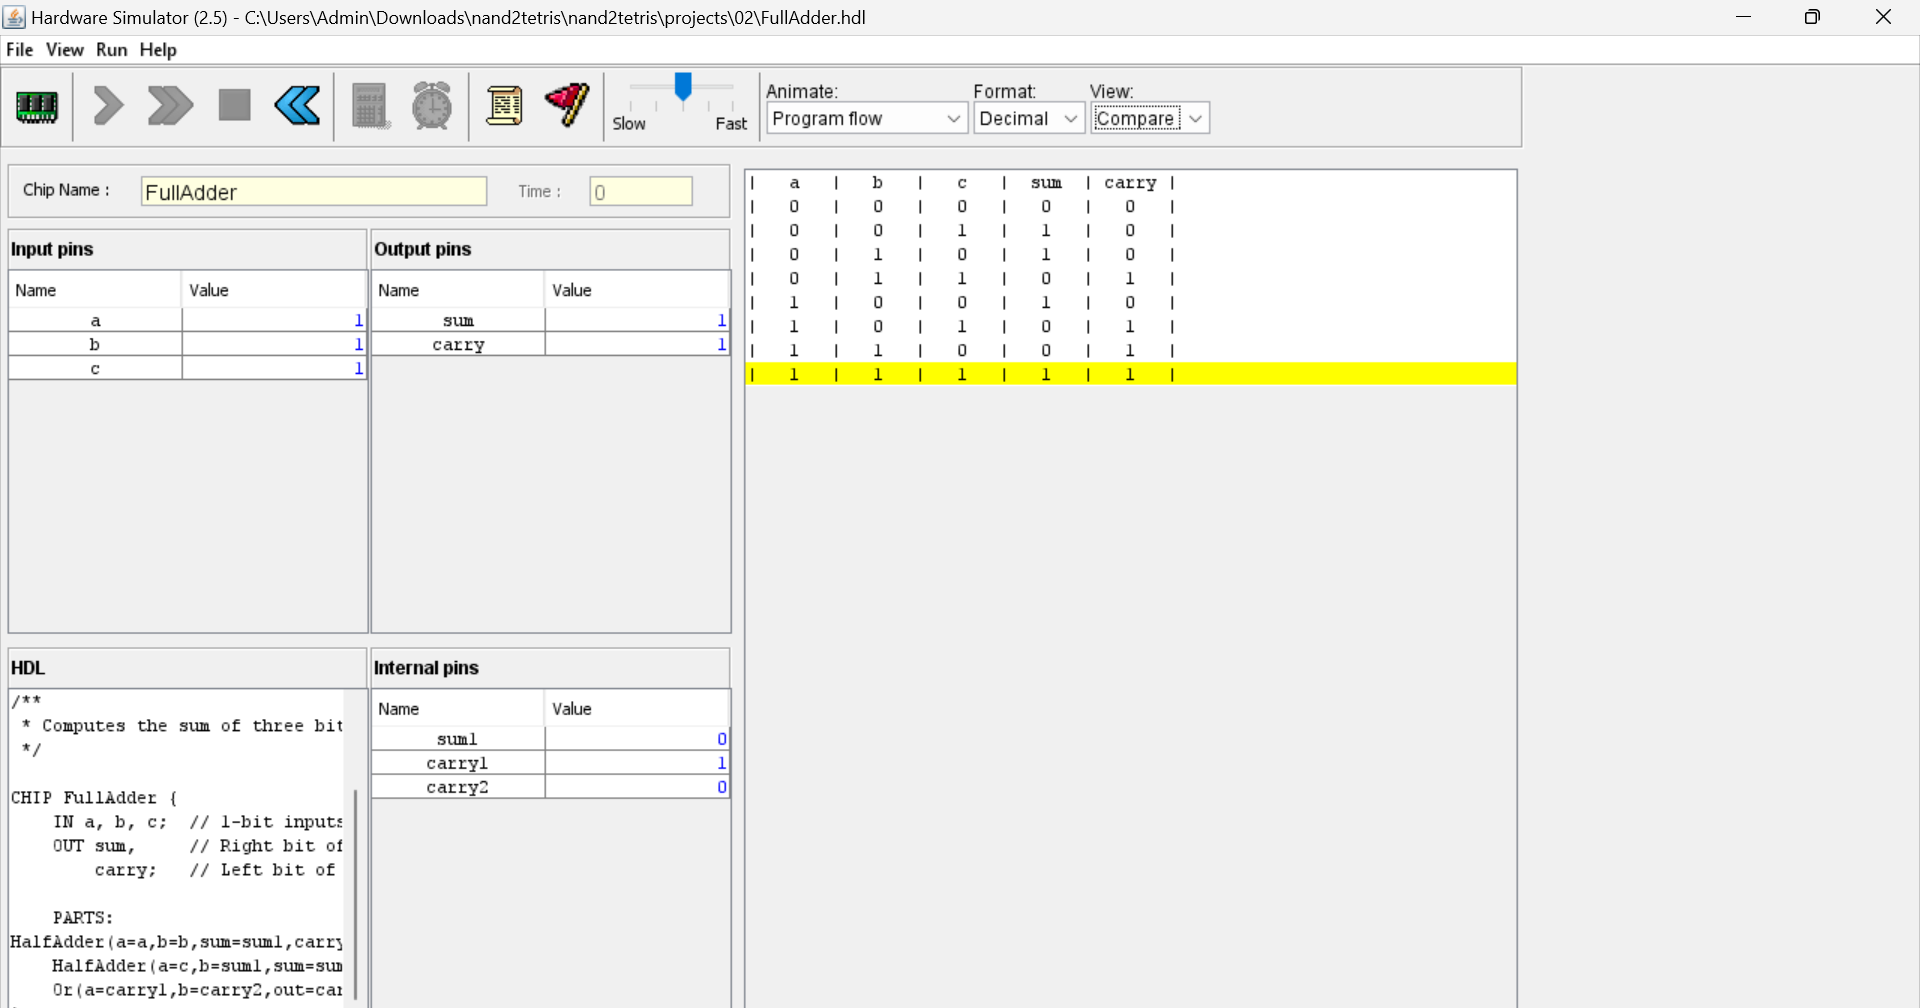 Hardware Simulator (2.5) - C:\Users\Admin\Downloads\nand2tetris\nand2tetris\projects\02\FullAdder.hdl
File View Run Help
Slow Fast
Animate:
Program flow
Format:
Decimal
View:
Compare
Chip Name : FullAdder Time : 0
Input pins
Name Value
a 1
b 1
c 1
Output pins
Name Value
sum 1
carry 1
HDL
/**
 * Computes the sum of three bit
 */
CHIP FullAdder {
    IN a, b, c;  // 1-bit inputs
    OUT sum,     // Right bit of
        carry;   // Left bit of
    PARTS:
HalfAdder(a=a,b=b,sum=sum1,carry
    HalfAdder(a=c,b=sum1,sum=sum
    Or(a=carry1,b=carry2,out=car
Internal pins
Name Value
sum1 0
carry1 1
carry2 0
| a | b | c | sum | carry |
| 0 | 0 | 0 | 0 | 0 |
| 0 | 0 | 1 | 1 | 0 |
| 0 | 1 | 0 | 1 | 0 |
| 0 | 1 | 1 | 0 | 1 |
| 1 | 0 | 0 | 1 | 0 |
| 1 | 0 | 1 | 0 | 1 |
| 1 | 1 | 0 | 0 | 1 |
| 1 | 1 | 1 | 1 | 1 |